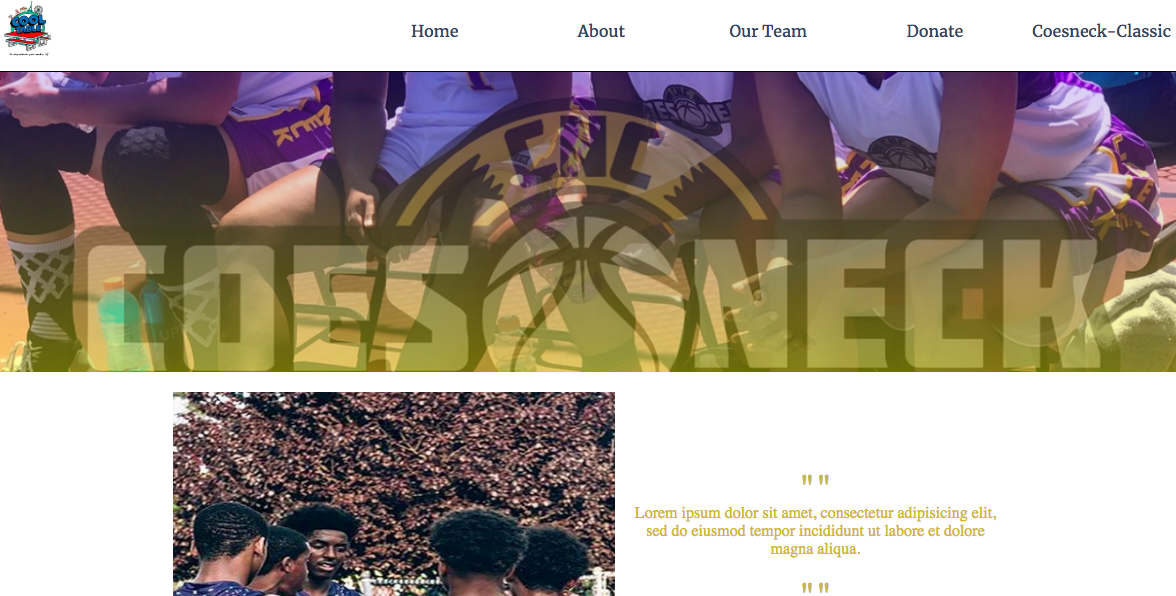 COOL
Home
About
Our Team
Donate
Coesneck-Classic
CNC
COESNECK
" "
Lorem ipsum dolor sit amet, consectetur adipisicing elit,
sed do eiusmod tempor incididunt ut labore et dolore
magna aliqua.
" "